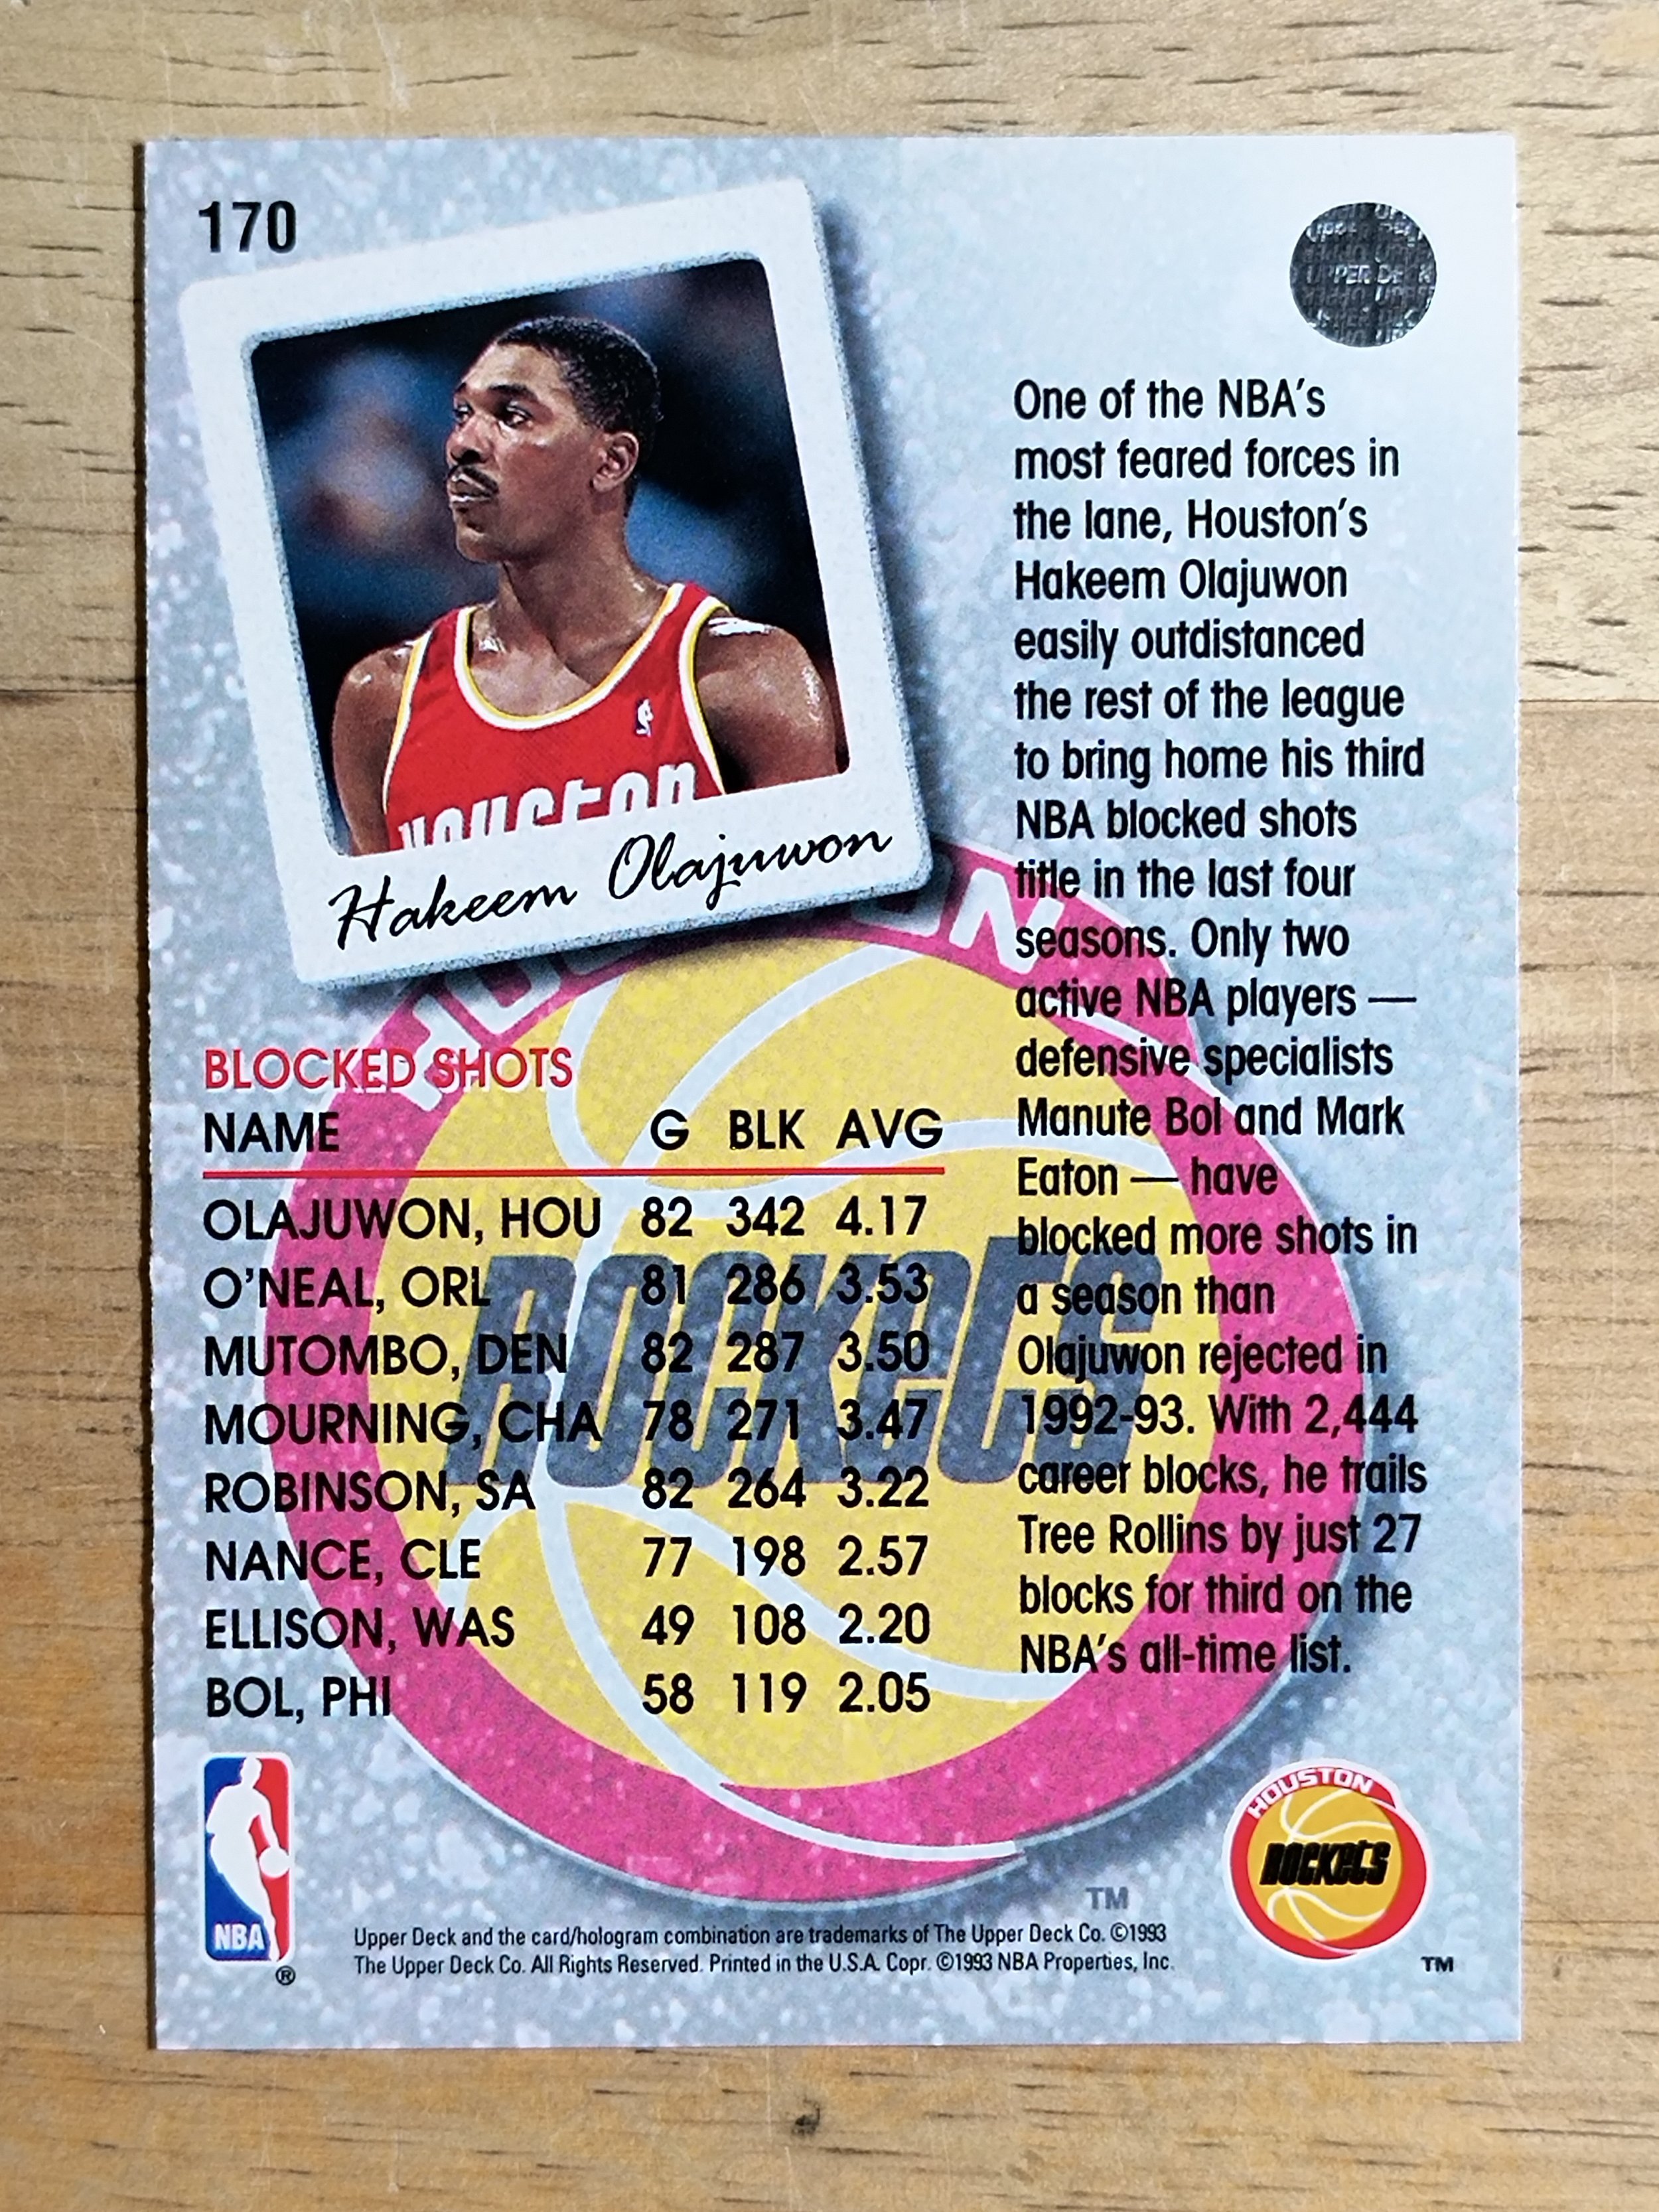 170
UPPER DECK
Houston
Hakeem Olajuwon
One of the NBA's
most feared forces in
the lane, Houston's
Hakeem Olajuwon
easily outdistanced
the rest of the league
to bring home his third
NBA blocked shots
title in the last four
seasons. Only two
active NBA players —
defensive specialists
Manute Bol and Mark
Eaton — have
blocked more shots in
a season than
Olajuwon rejected in
1992-93. With 2,444
career blocks, he trails
Tree Rollins by just 27
blocks for third on the
NBA's all-time list.
HOUSTON
ROCKETS
TM
BLOCKED SHOTS
NAME G BLK AVG
OLAJUWON, HOU 82 342 4.17
O'NEAL, ORL 81 286 3.53
MUTOMBO, DEN 82 287 3.50
MOURNING, CHA 78 271 3.47
ROBINSON, SA 82 264 3.22
NANCE, CLE 77 198 2.57
ELLISON, WAS 49 108 2.20
BOL, PHI 58 119 2.05
NBA
®
Upper Deck and the card/hologram combination are trademarks of The Upper Deck Co. ©1993
The Upper Deck Co. All Rights Reserved. Printed in the U.S.A. Copr. ©1993 NBA Properties, Inc.
HOUSTON
ROCKETS
TM